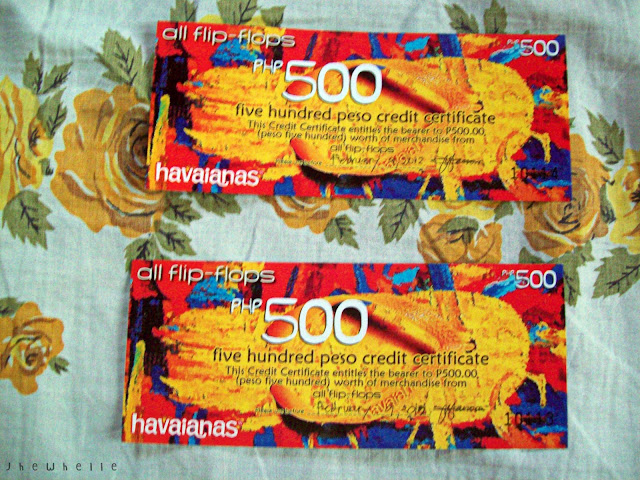 all flip-flops
PHP 500
PHP 500
five hundred peso credit certificate
This Credit Certificate entitles the bearer to P500.00,
(peso five hundred) worth of merchandise from
all flip-flops
February
havaianas
all flip-flops
PHP 500
PHP 500
five hundred peso credit certificate
This Credit Certificate entitles the bearer to P500.00,
(peso five hundred) worth of merchandise from
all flip-flops
February
havaianas
JheWhelle